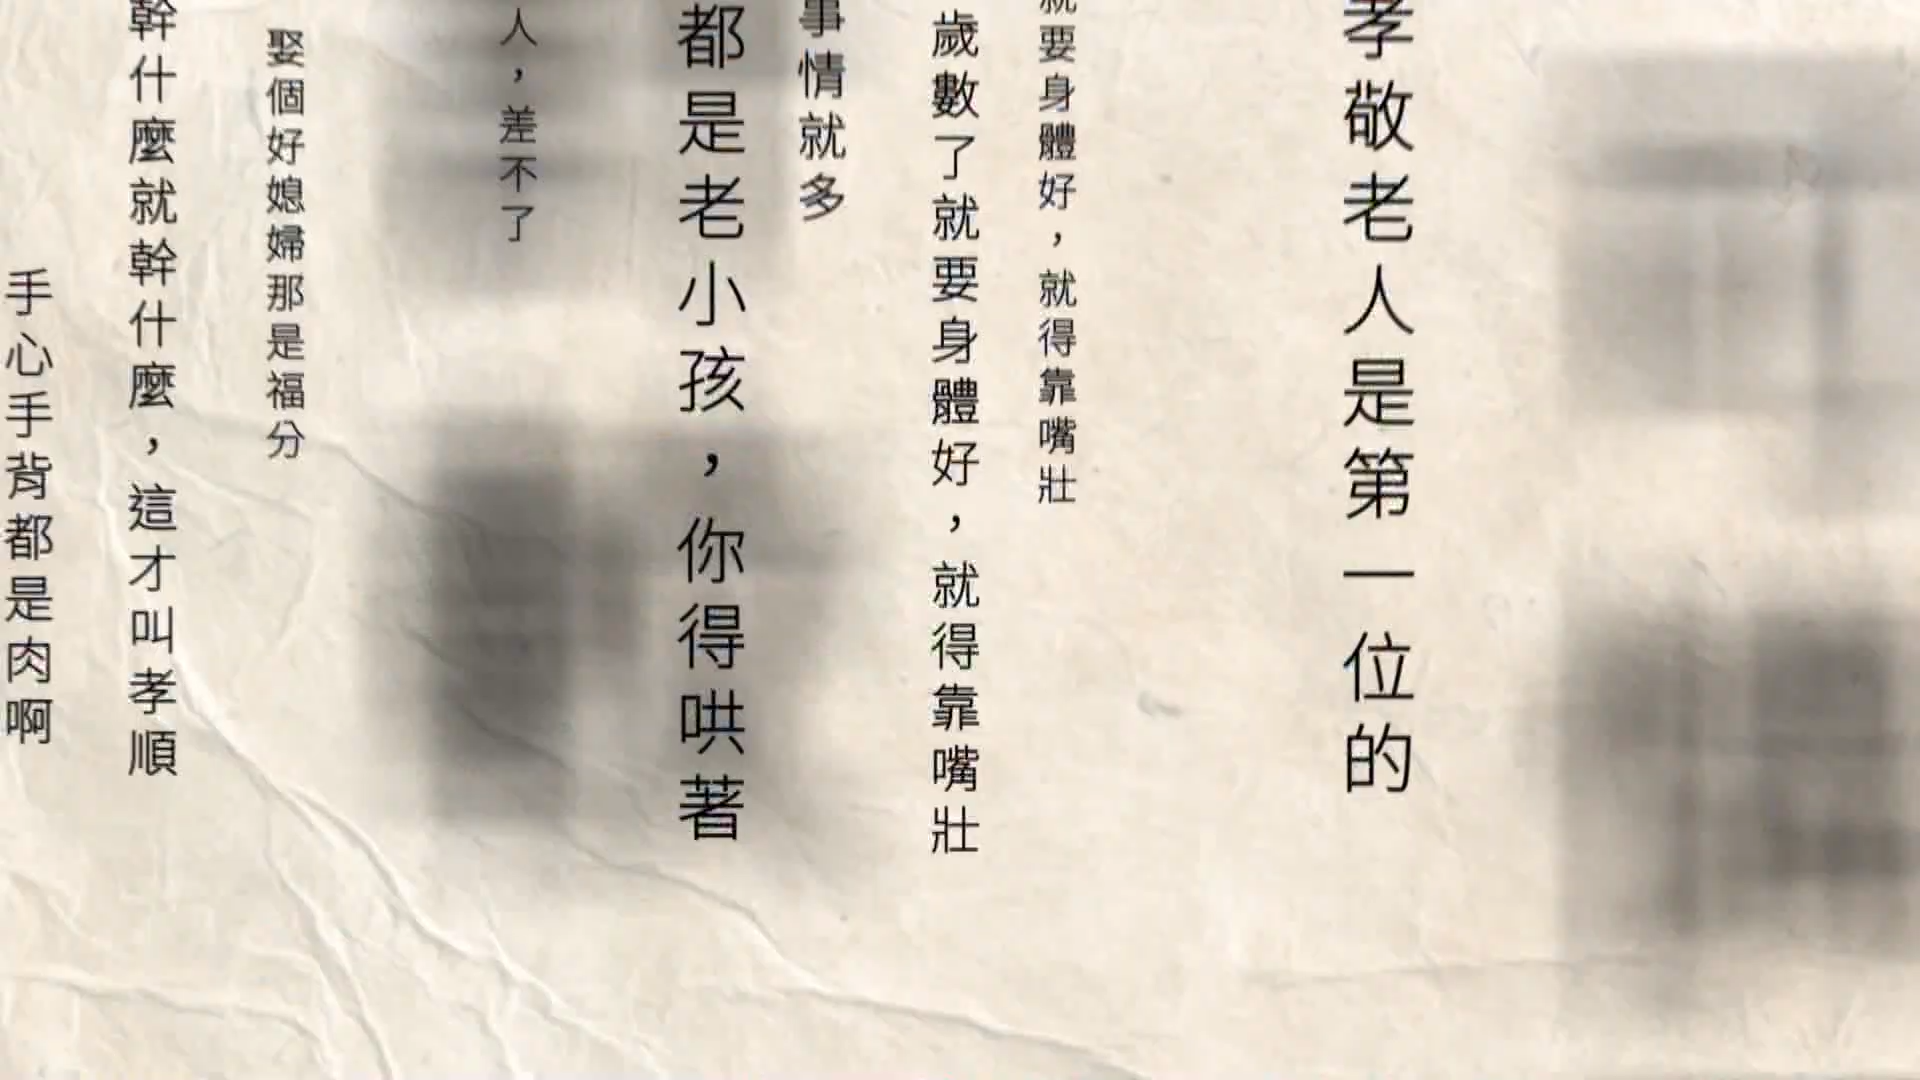 孝敬老人是第一位的
就要身體好，就得靠嘴壯
歲數了就要身體好，就得靠嘴壯
事情就多
都是老小孩，你得哄著
人，差不了
娶個好媳婦那是福分
幹什麼就幹什麼，這才叫孝順
手心手背都是肉啊